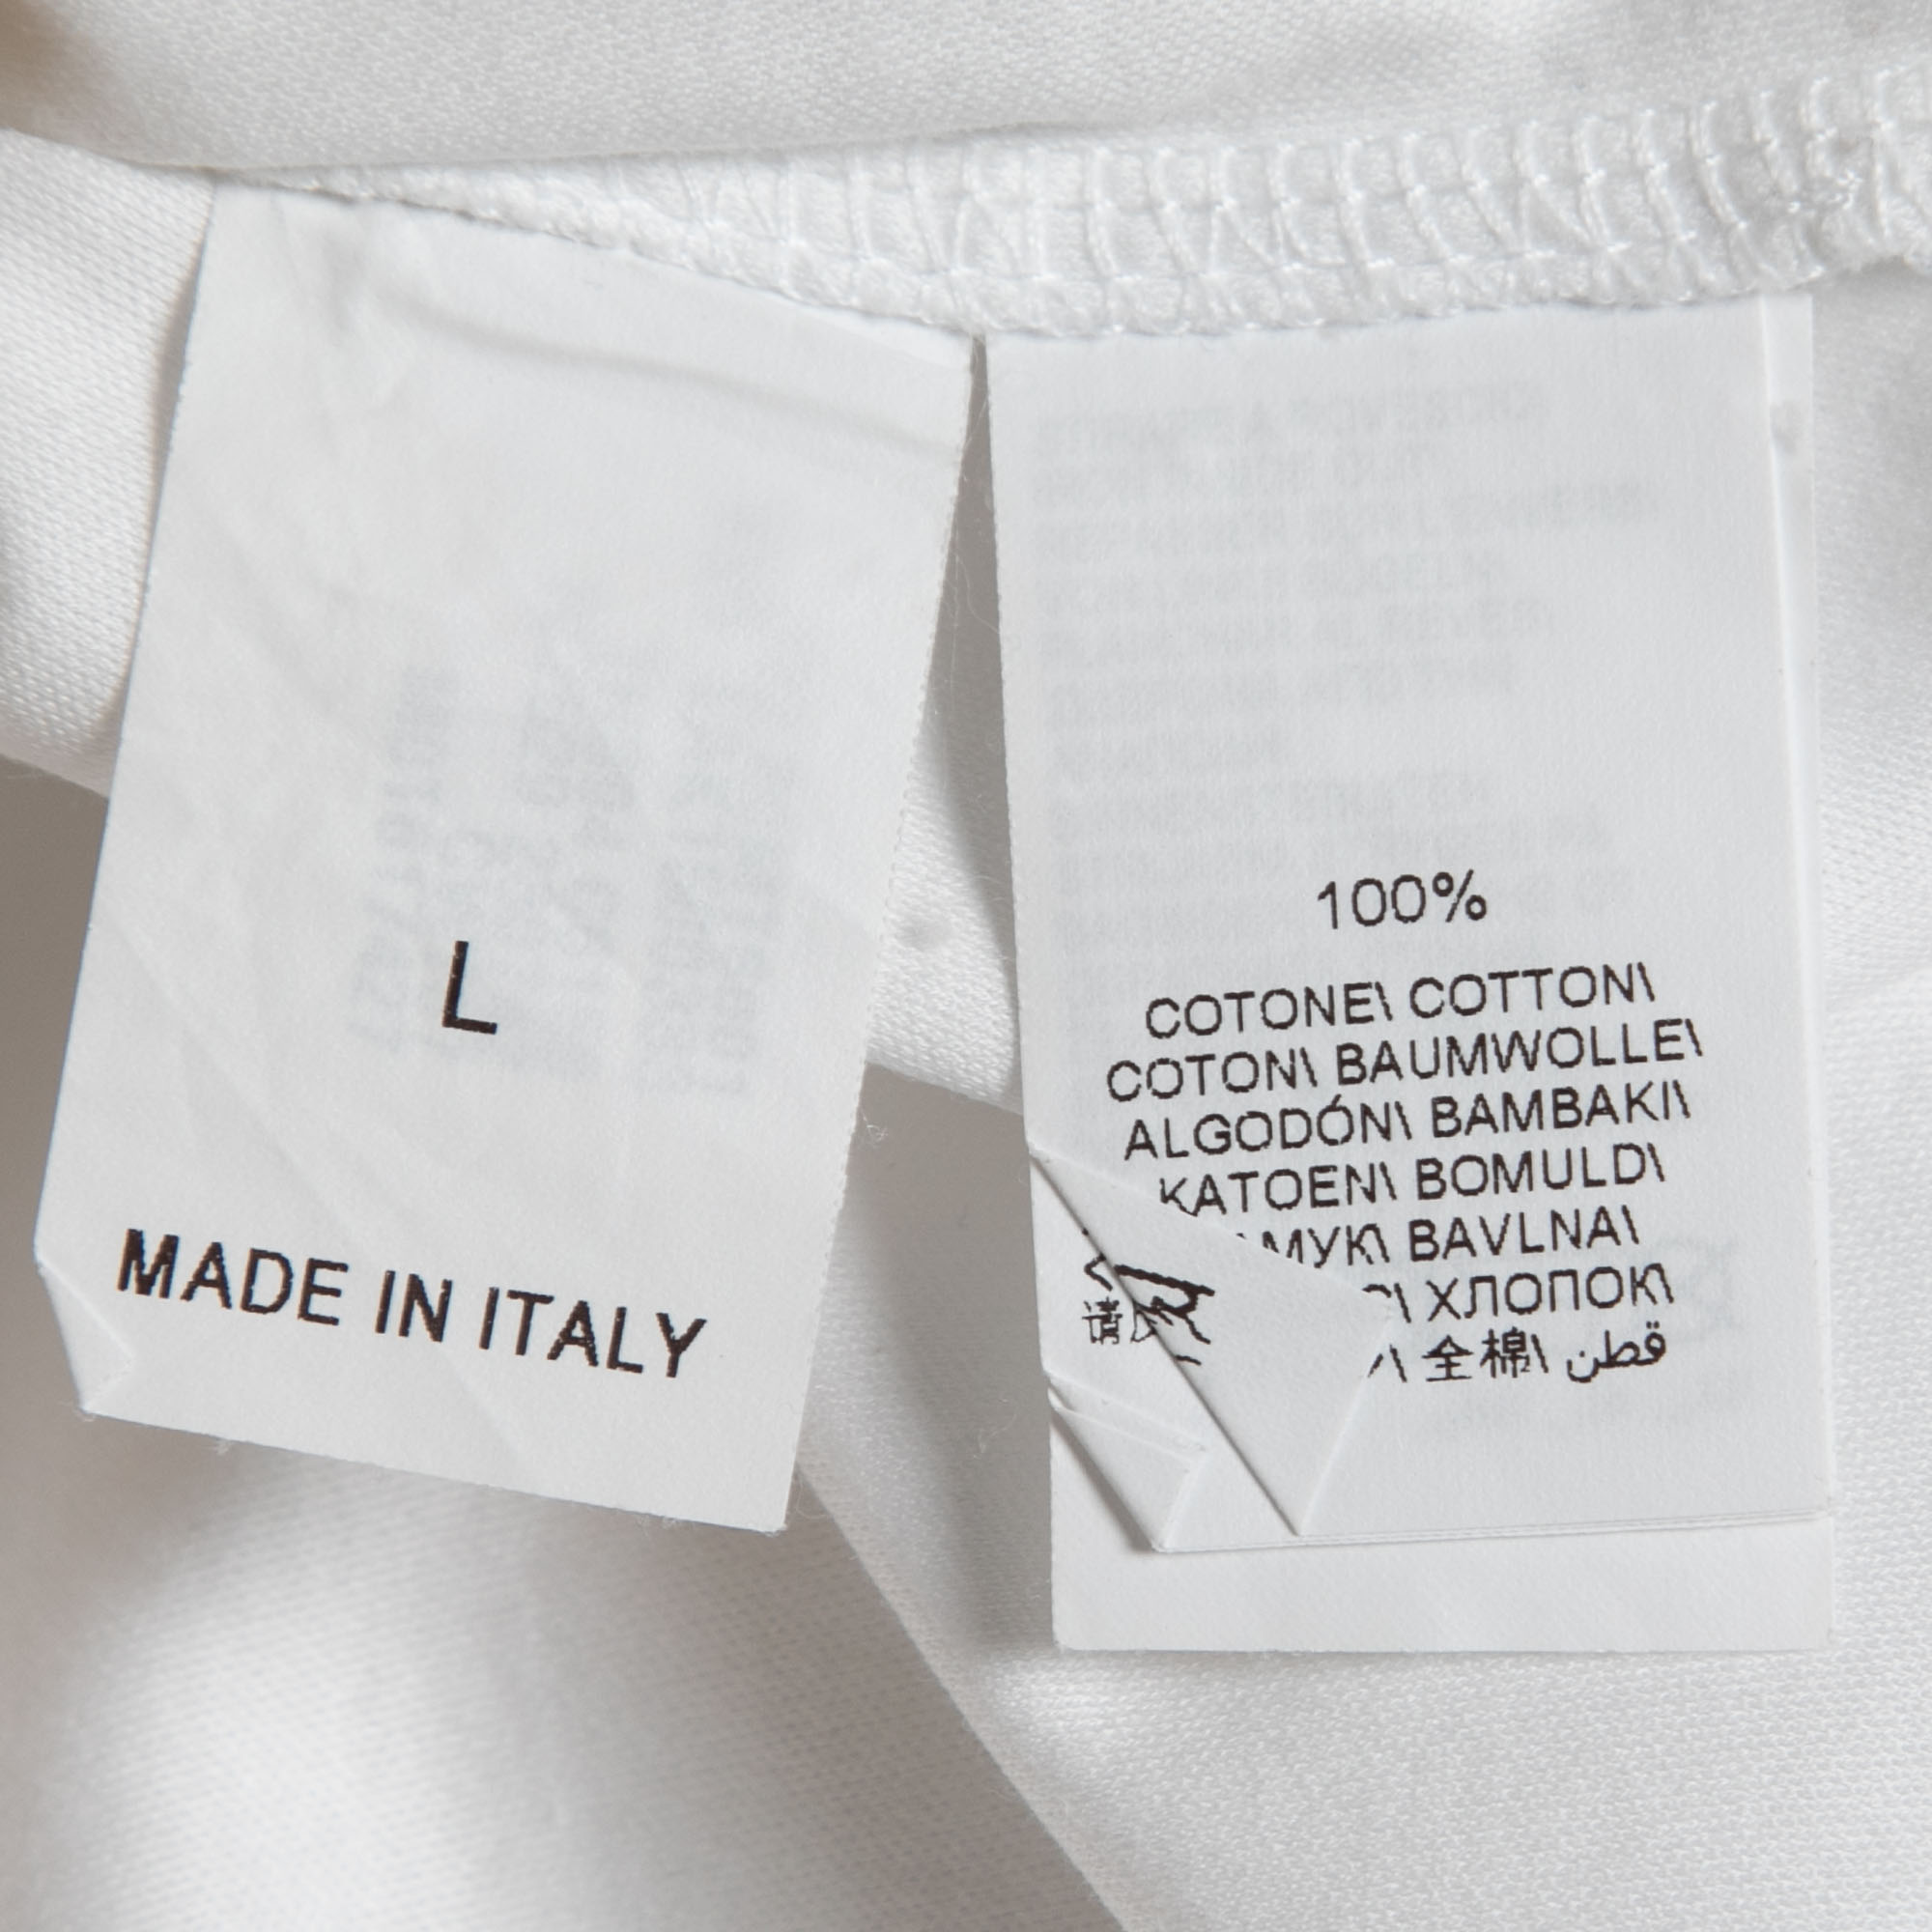 L
MADE IN ITALY
100%
COTONE\ COTTON\
COTON\ BAUMWOLLE\
ALGODÓN\ BAMBAKI\
KATOEN\ BOMULD\
BAVLNA\
ХЛОПОК\
全棉\ قطن